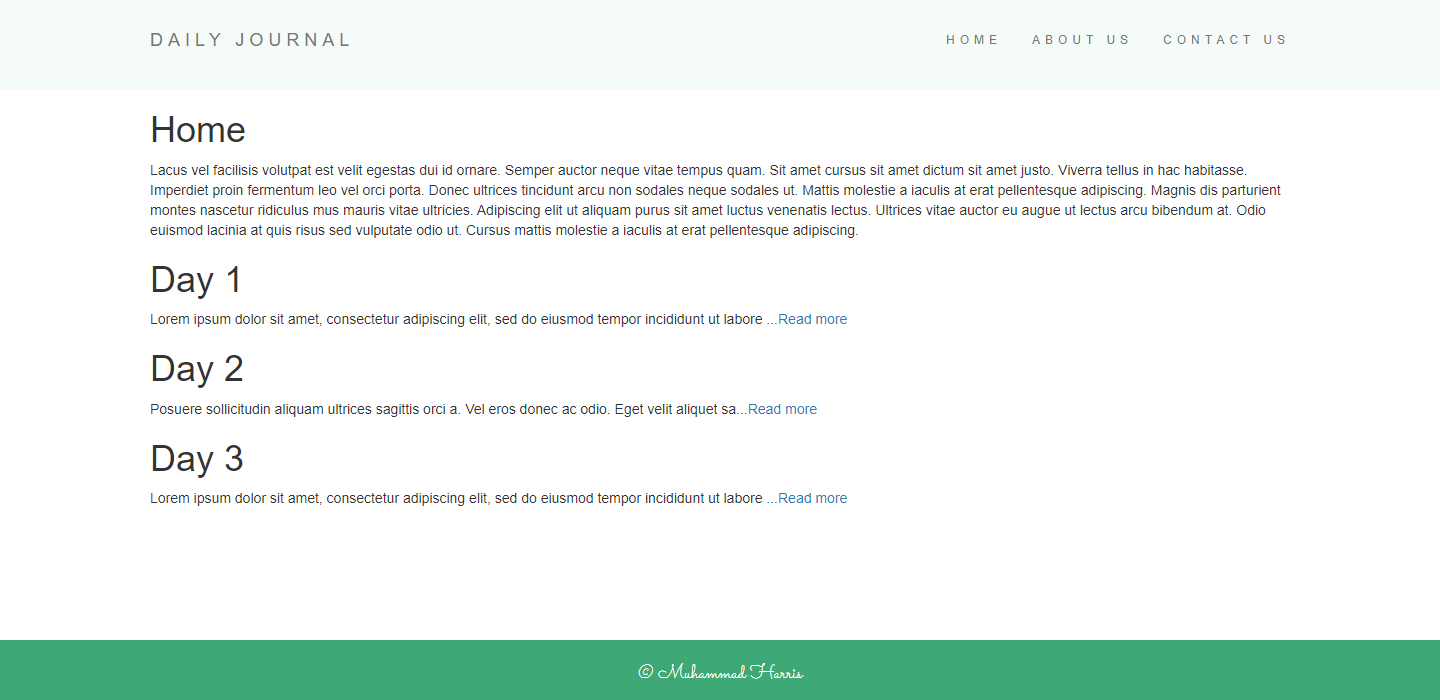 DAILY JOURNAL
HOME ABOUT US CONTACT US
Home
Lacus vel facilisis volutpat est velit egestas dui id ornare. Semper auctor neque vitae tempus quam. Sit amet cursus sit amet dictum sit amet justo. Viverra tellus in hac habitasse.
Imperdiet proin fermentum leo vel orci porta. Donec ultrices tincidunt arcu non sodales neque sodales ut. Mattis molestie a iaculis at erat pellentesque adipiscing. Magnis dis parturient
montes nascetur ridiculus mus mauris vitae ultricies. Adipiscing elit ut aliquam purus sit amet luctus venenatis lectus. Ultrices vitae auctor eu augue ut lectus arcu bibendum at. Odio
euismod lacinia at quis risus sed vulputate odio ut. Cursus mattis molestie a iaculis at erat pellentesque adipiscing.
Day 1
Lorem ipsum dolor sit amet, consectetur adipiscing elit, sed do eiusmod tempor incididunt ut labore ...Read more
Day 2
Posuere sollicitudin aliquam ultrices sagittis orci a. Vel eros donec ac odio. Eget velit aliquet sa...Read more
Day 3
Lorem ipsum dolor sit amet, consectetur adipiscing elit, sed do eiusmod tempor incididunt ut labore ...Read more
© Muhammad Harris